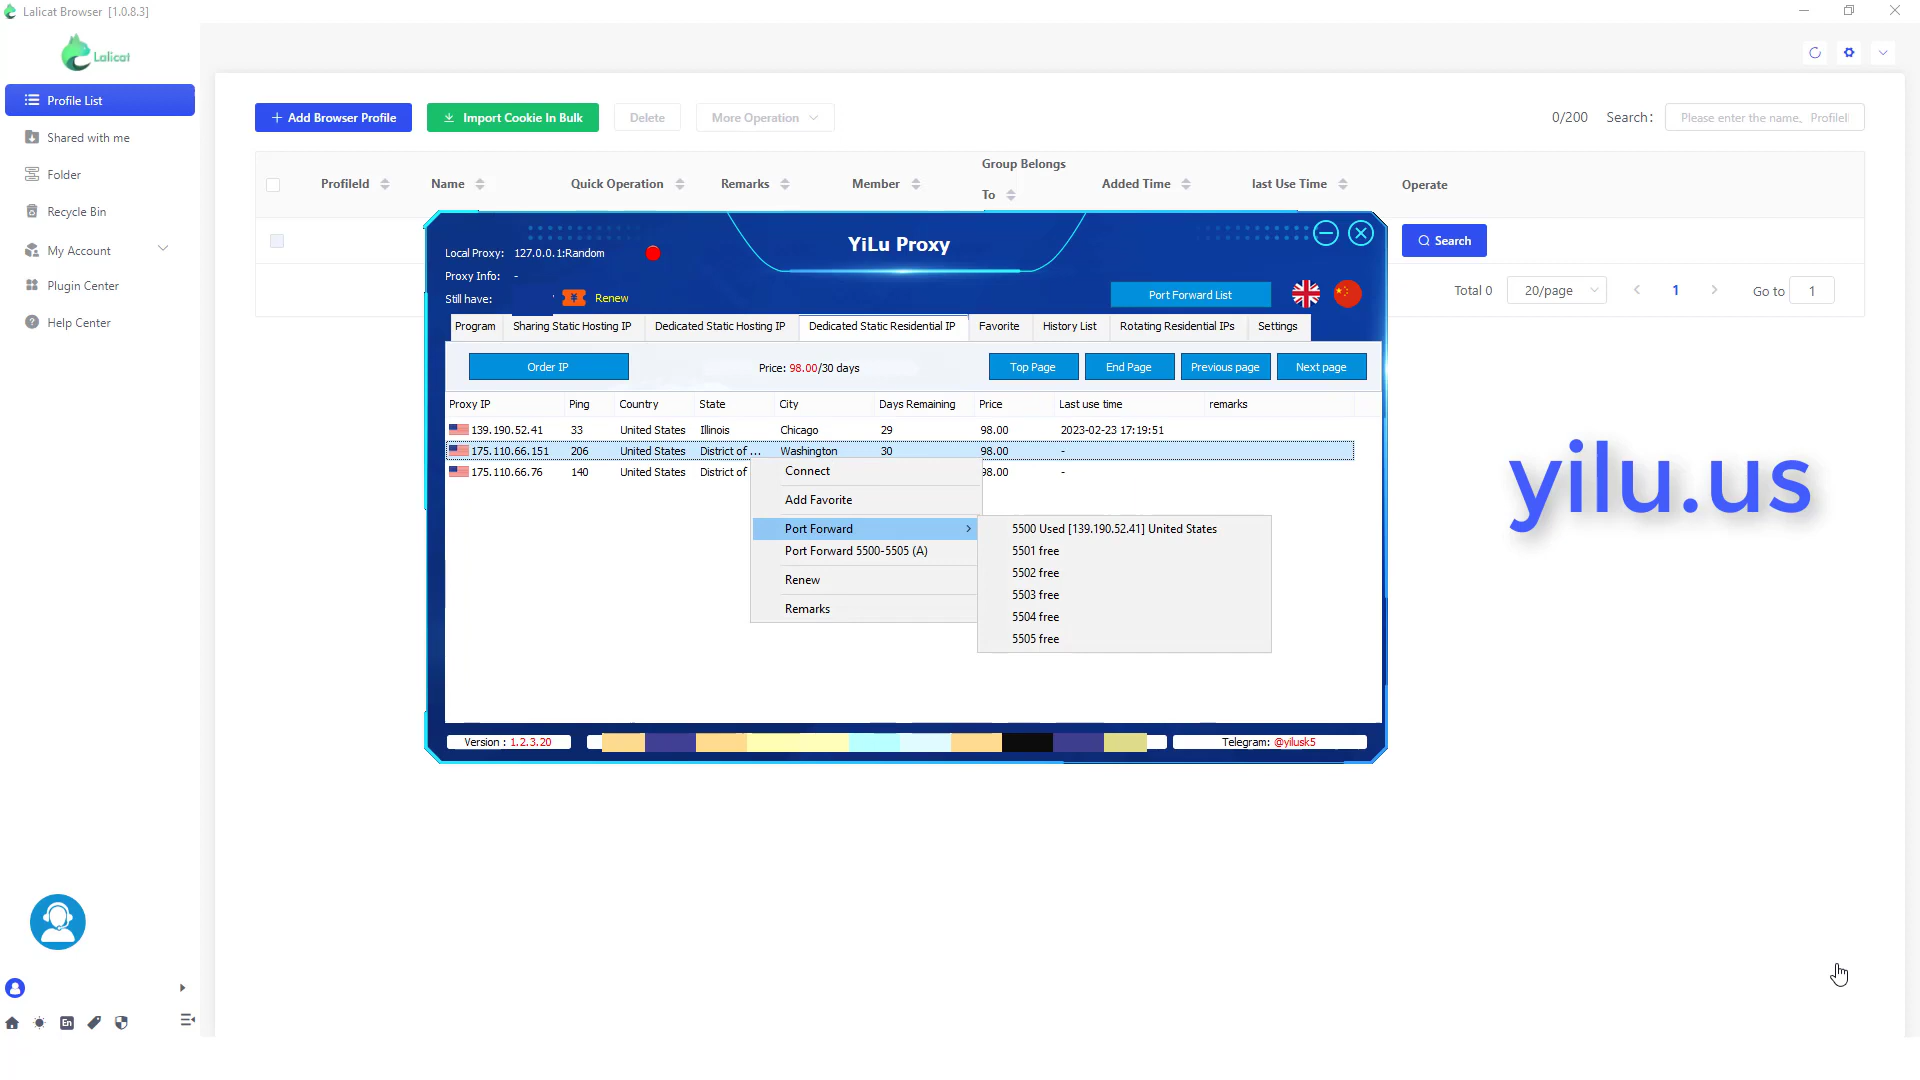 Lalicat Browser [1.0.8.3]
Lalicat
Profile List
Shared with me
Folder
Recycle Bin
My Account
Plugin Center
Help Center
En
+ Add Browser Profile
Import Cookie In Bulk
Delete
More Operation
0/200
Search:
Please enter the name, ProfileI
ProfileId
Name
Quick Operation
Remarks
Member
Group Belongs
To
Added Time
last Use Time
Operate
Search
Total 0
20/page
1
Go to
1
YiLu Proxy
Local Proxy: 127.0.0.1:Random
Proxy Info: -
Still have:
¥
Renew
Port Forward List
Program
Sharing Static Hosting IP
Dedicated Static Hosting IP
Dedicated Static Residential IP
Favorite
History List
Rotating Residential IPs
Settings
Order IP
Price: 98.00/30 days
Top Page
End Page
Previous page
Next page
Proxy IP Ping Country State City Days Remaining Price Last use time remarks
139.190.52.41 33 United States Illinois Chicago 29 98.00 2023-02-23 17:19:51
175.110.66.151 206 United States District of ... Washington 30 98.00 -
175.110.66.76 140 United States District of 98.00 -
Connect
Add Favorite
Port Forward
Port Forward 5500-5505 (A)
Renew
Remarks
5500 Used [139.190.52.41] United States
5501 free
5502 free
5503 free
5504 free
5505 free
Version : 1.2.3.20
Telegram: @yilusk5
yilu.us